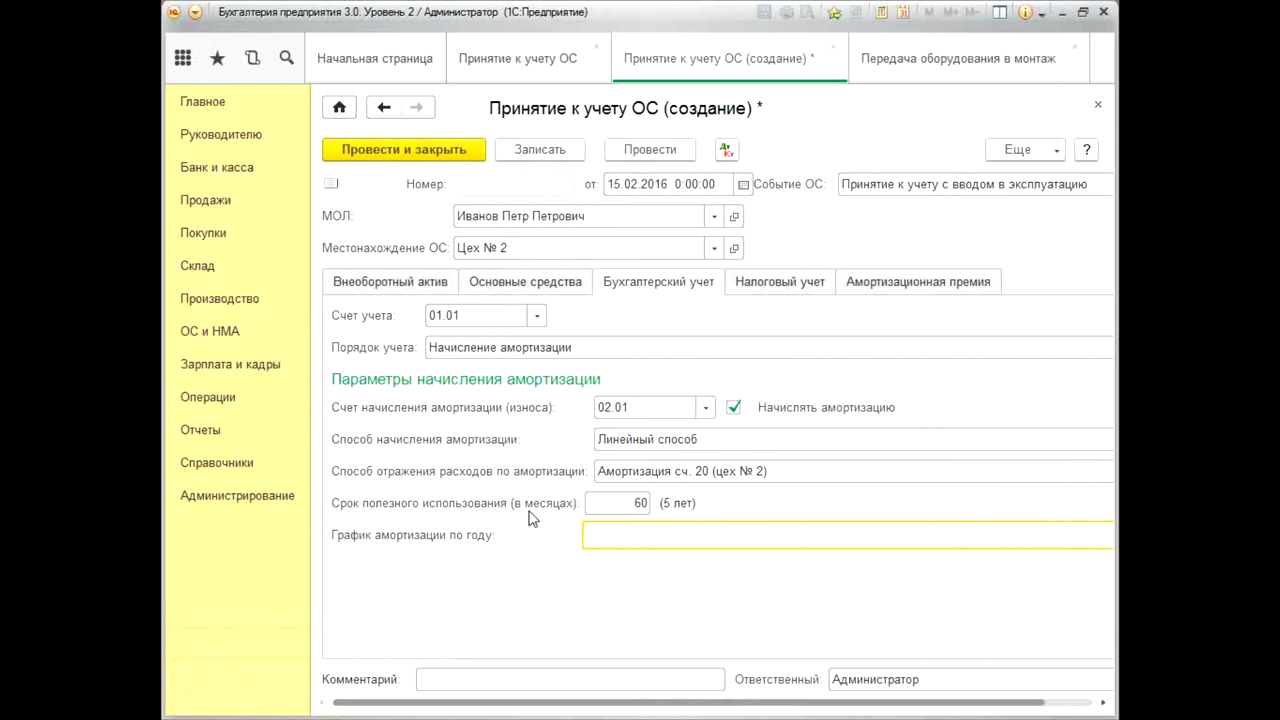 Бухгалтерия предприятия 3.0. Уровень 2 / Администратор (1С:Предприятие)
M M+ M-
Начальная страница Принятие к учету ОС Принятие к учету ОС (создание) * Передача оборудования в монтаж
Главное
Руководителю
Банк и касса
Продажи
Покупки
Склад
Производство
ОС и НМА
Зарплата и кадры
Операции
Отчеты
Справочники
Администрирование
Принятие к учету ОС (создание) *
Провести и закрыть Записать Провести Дт Кт Еще ?
Номер: от: 15.02.2016 0:00:00 Событие ОС: Принятие к учету с вводом в эксплуатацию
МОЛ: Иванов Петр Петрович
Местонахождение ОС: Цех № 2
Внеоборотный актив Основные средства Бухгалтерский учет Налоговый учет Амортизационная премия
Счет учета: 01.01
Порядок учета: Начисление амортизации
Параметры начисления амортизации
Счет начисления амортизации (износа): 02.01 Начислять амортизацию
Способ начисления амортизации: Линейный способ
Способ отражения расходов по амортизации: Амортизация сч. 20 (цех № 2)
Срок полезного использования (в месяцах): 60 (5 лет)
График амортизации по году:
Комментарий: Ответственный: Администратор